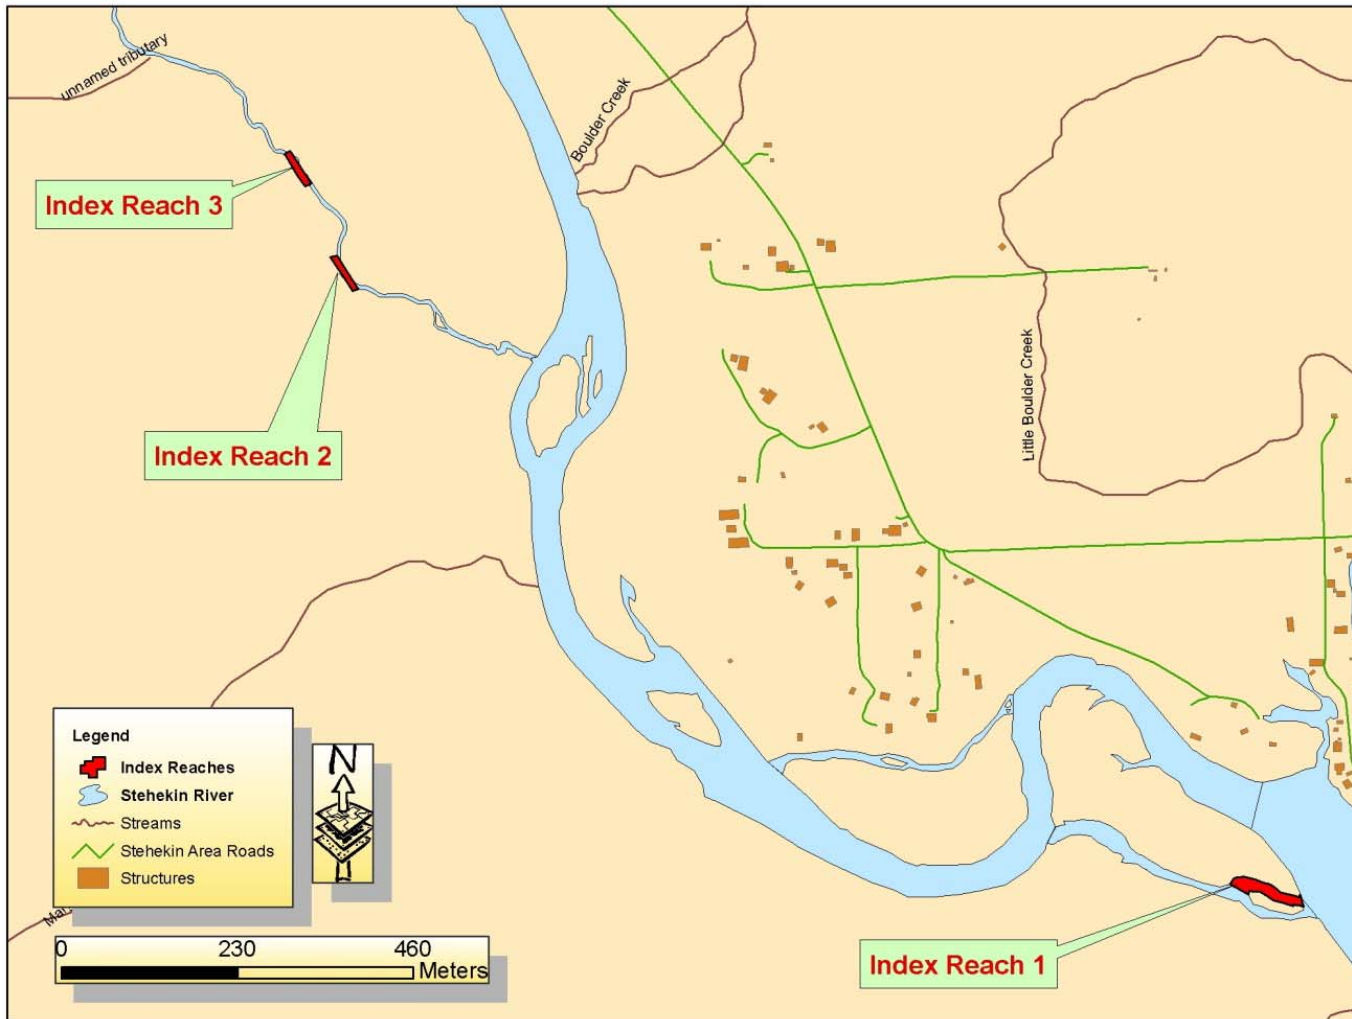 unnamed tributary
Boulder Creek
Index Reach 3
Index Reach 2
Little Boulder Creek
Legend
Index Reaches
Stehekin River
Streams
Stehekin Area Roads
Structures
N
0 230 460
Meters
Index Reach 1